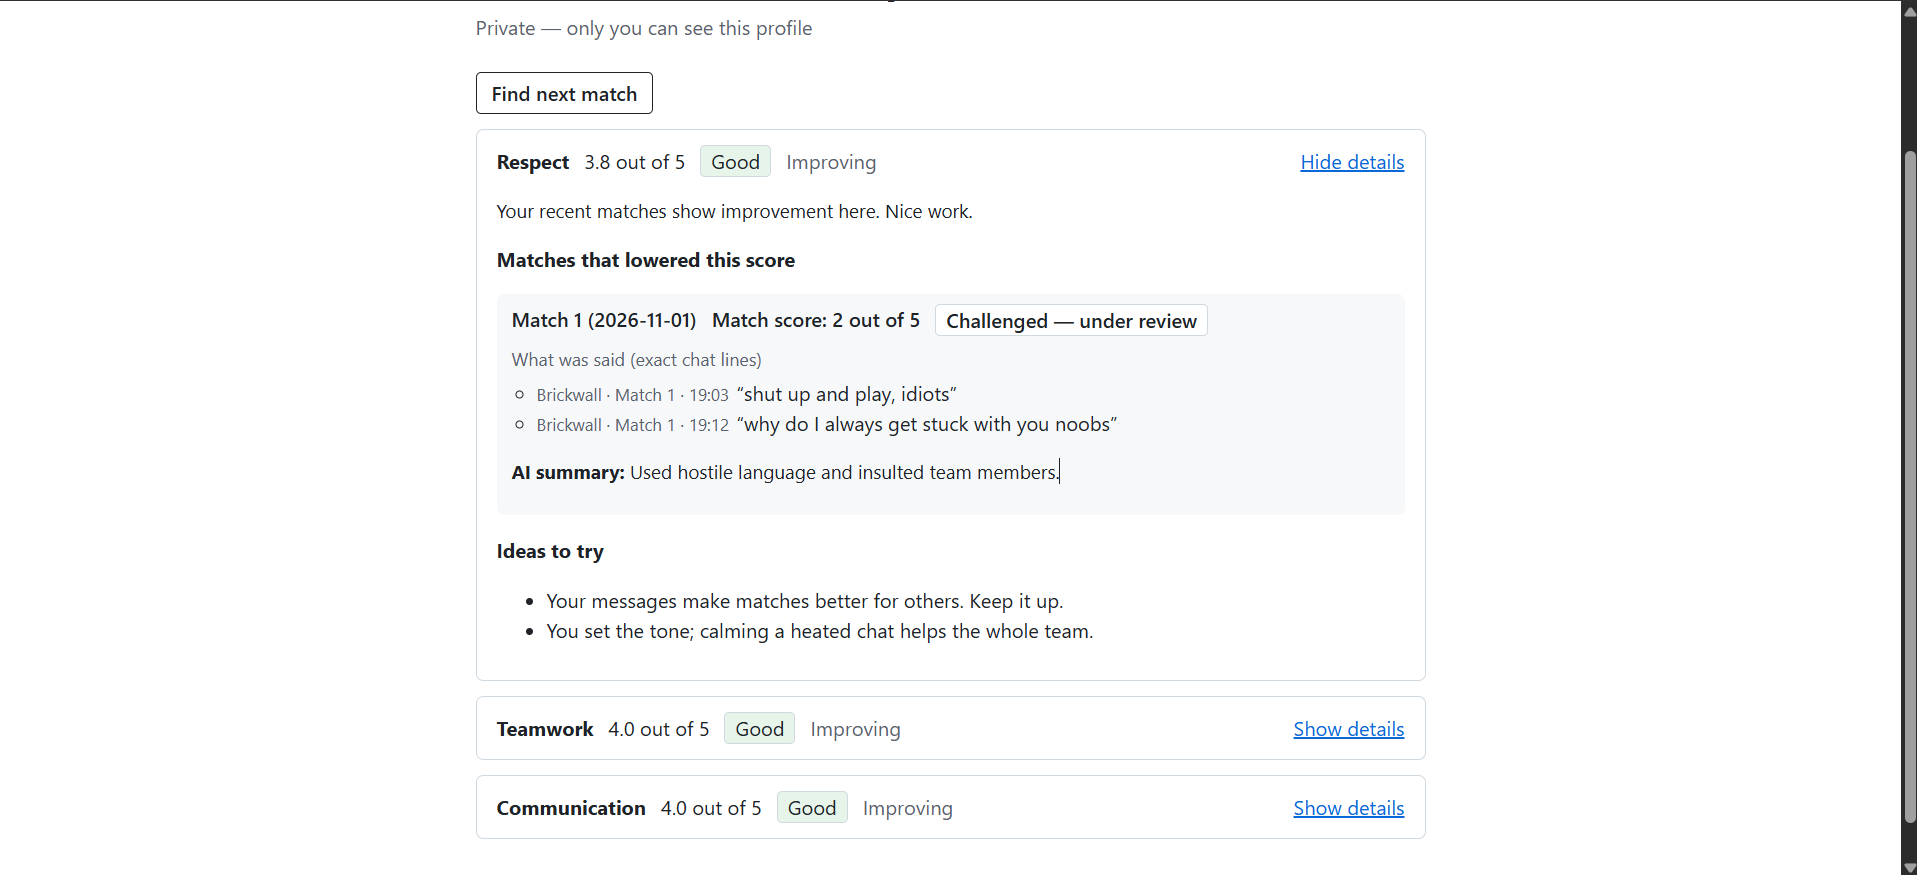 Private — only you can see this profile
Find next match
Respect 3.8 out of 5 Good Improving Hide details
Your recent matches show improvement here. Nice work.
Matches that lowered this score
Match 1 (2026-11-01) Match score: 2 out of 5 Challenged — under review
What was said (exact chat lines)
Brickwall · Match 1 · 19:03 “shut up and play, idiots”
Brickwall · Match 1 · 19:12 “why do I always get stuck with you noobs”
AI summary: Used hostile language and insulted team members.
Ideas to try
Your messages make matches better for others. Keep it up.
You set the tone; calming a heated chat helps the whole team.
Teamwork 4.0 out of 5 Good Improving Show details
Communication 4.0 out of 5 Good Improving Show details